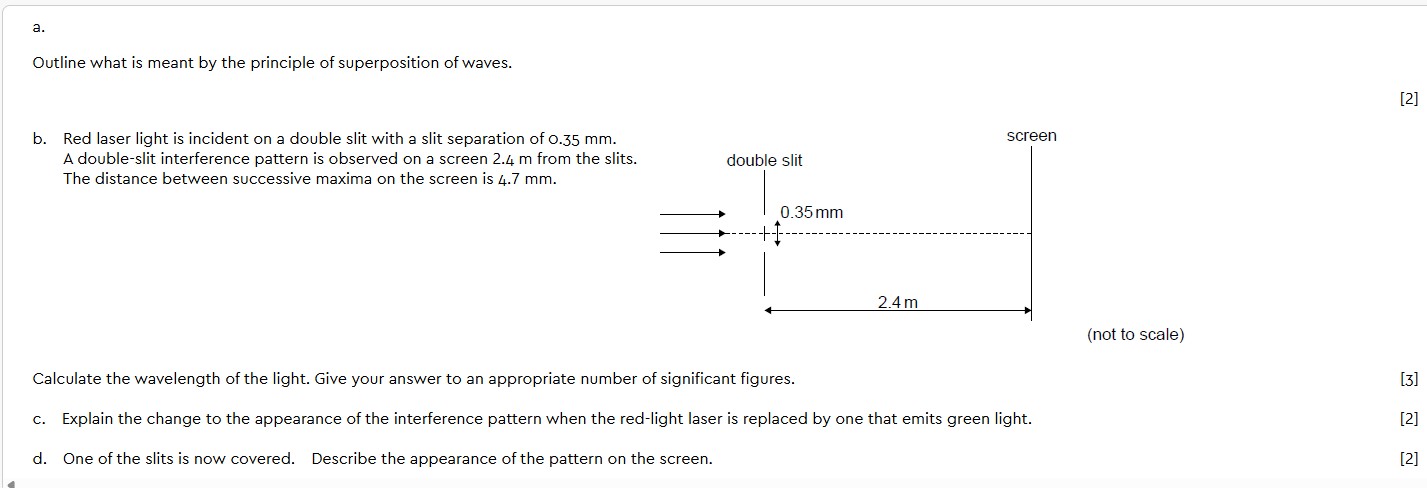 a.
Outline what is meant by the principle of superposition of waves.
[2]
b. Red laser light is incident on a double slit with a slit separation of 0.35 mm.
A double-slit interference pattern is observed on a screen 2.4 m from the slits.
The distance between successive maxima on the screen is 4.7 mm.
screen
double slit
0.35 mm
2.4 m
(not to scale)
Calculate the wavelength of the light. Give your answer to an appropriate number of significant figures. [3]
c. Explain the change to the appearance of the interference pattern when the red-light laser is replaced by one that emits green light. [2]
d. One of the slits is now covered. Describe the appearance of the pattern on the screen. [2]